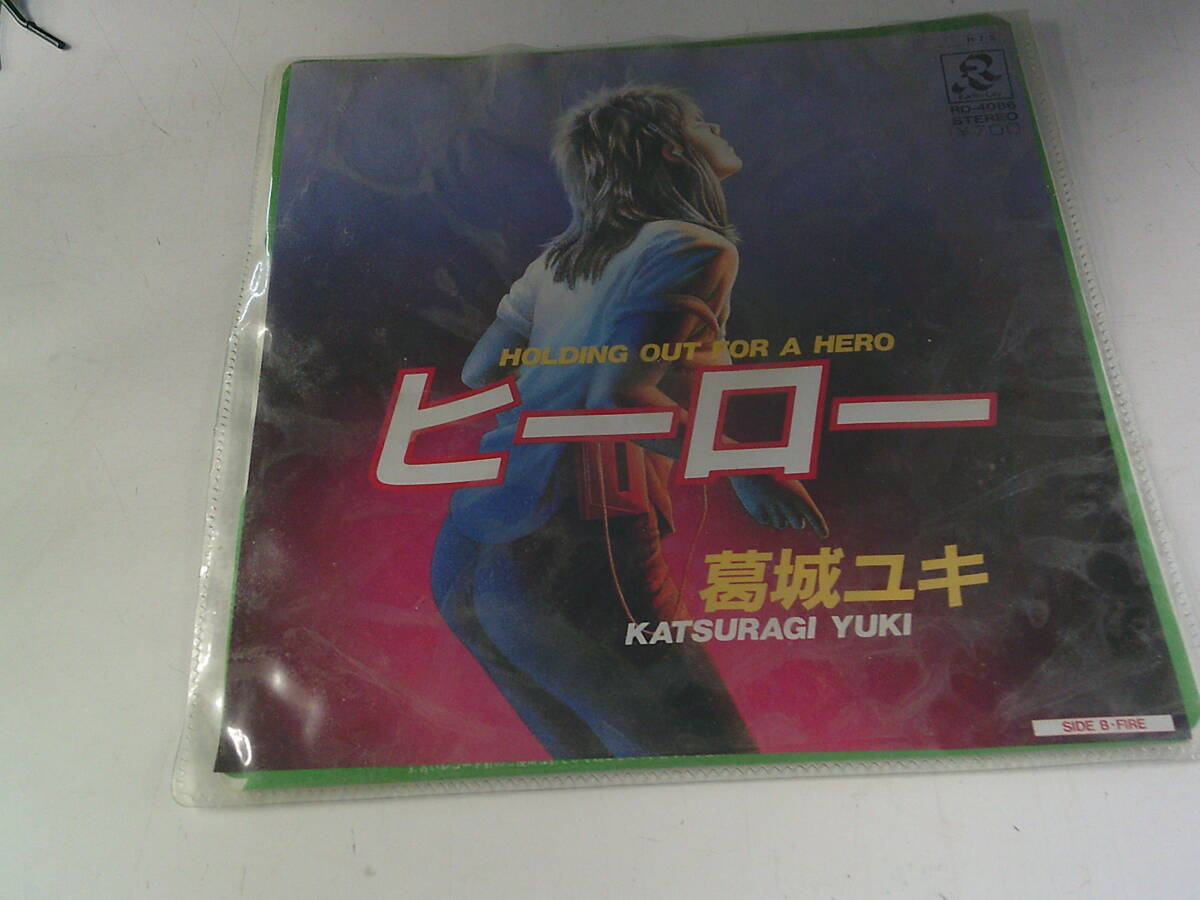 RD-4086
STEREO
¥700
HOLDING OUT FOR A HERO
ヒーロー
葛城ユキ
KATSURAGI YUKI
SIDE B・FIRE